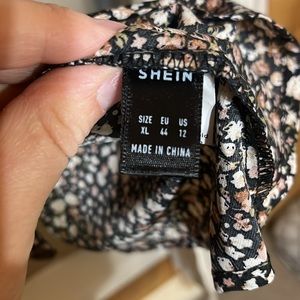 SHEIN
SIZE EU US
XL 44 12
MADE IN CHINA